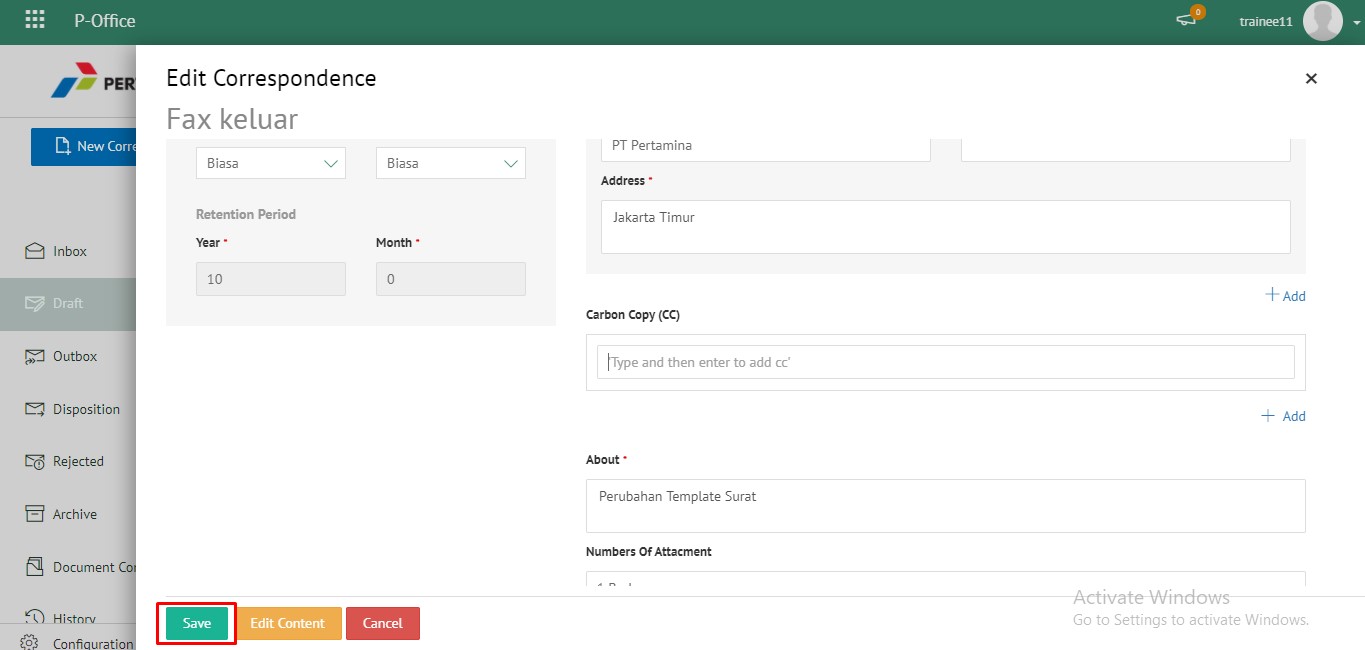 P-Office
0
trainee11
PER
New Corre
Inbox
Draft
Outbox
Disposition
Rejected
Archive
Document Co
History
Configuration
Edit Correspondence
×
Fax keluar
Biasa
Biasa
Retention Period
Year *
Month *
10
0
PT Pertamina
Address *
Jakarta Timur
+ Add
Carbon Copy (CC)
'Type and then enter to add cc'
+ Add
About *
Perubahan Template Surat
Numbers Of Attacment
Save
Edit Content
Cancel
Activate Windows
Go to Settings to activate Windows.